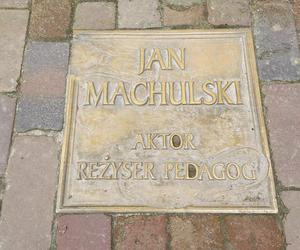 JAN
MACHULSKI
AKTOR
REŻYSER PEDAGOG